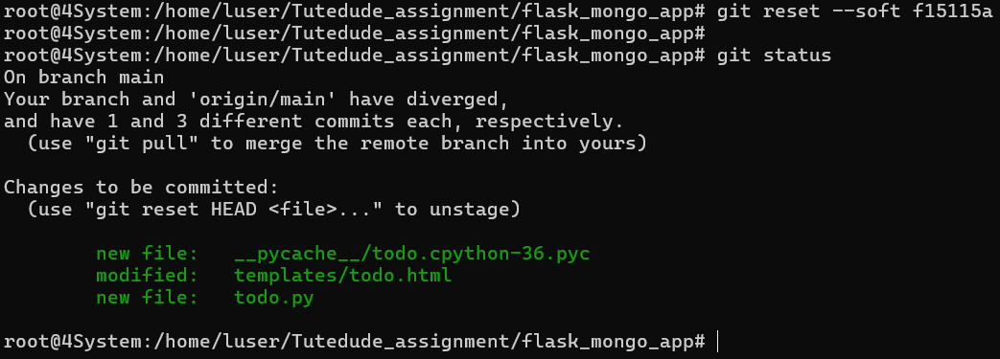 root@4System:/home/luser/Tutedude_assignment/flask_mongo_app# git reset --soft f15115a
root@4System:/home/luser/Tutedude_assignment/flask_mongo_app#
root@4System:/home/luser/Tutedude_assignment/flask_mongo_app# git status
On branch main
Your branch and 'origin/main' have diverged,
and have 1 and 3 different commits each, respectively.
  (use "git pull" to merge the remote branch into yours)

Changes to be committed:
  (use "git reset HEAD <file>..." to unstage)

        new file:   __pycache__/todo.cpython-36.pyc
        modified:   templates/todo.html
        new file:   todo.py

root@4System:/home/luser/Tutedude_assignment/flask_mongo_app#